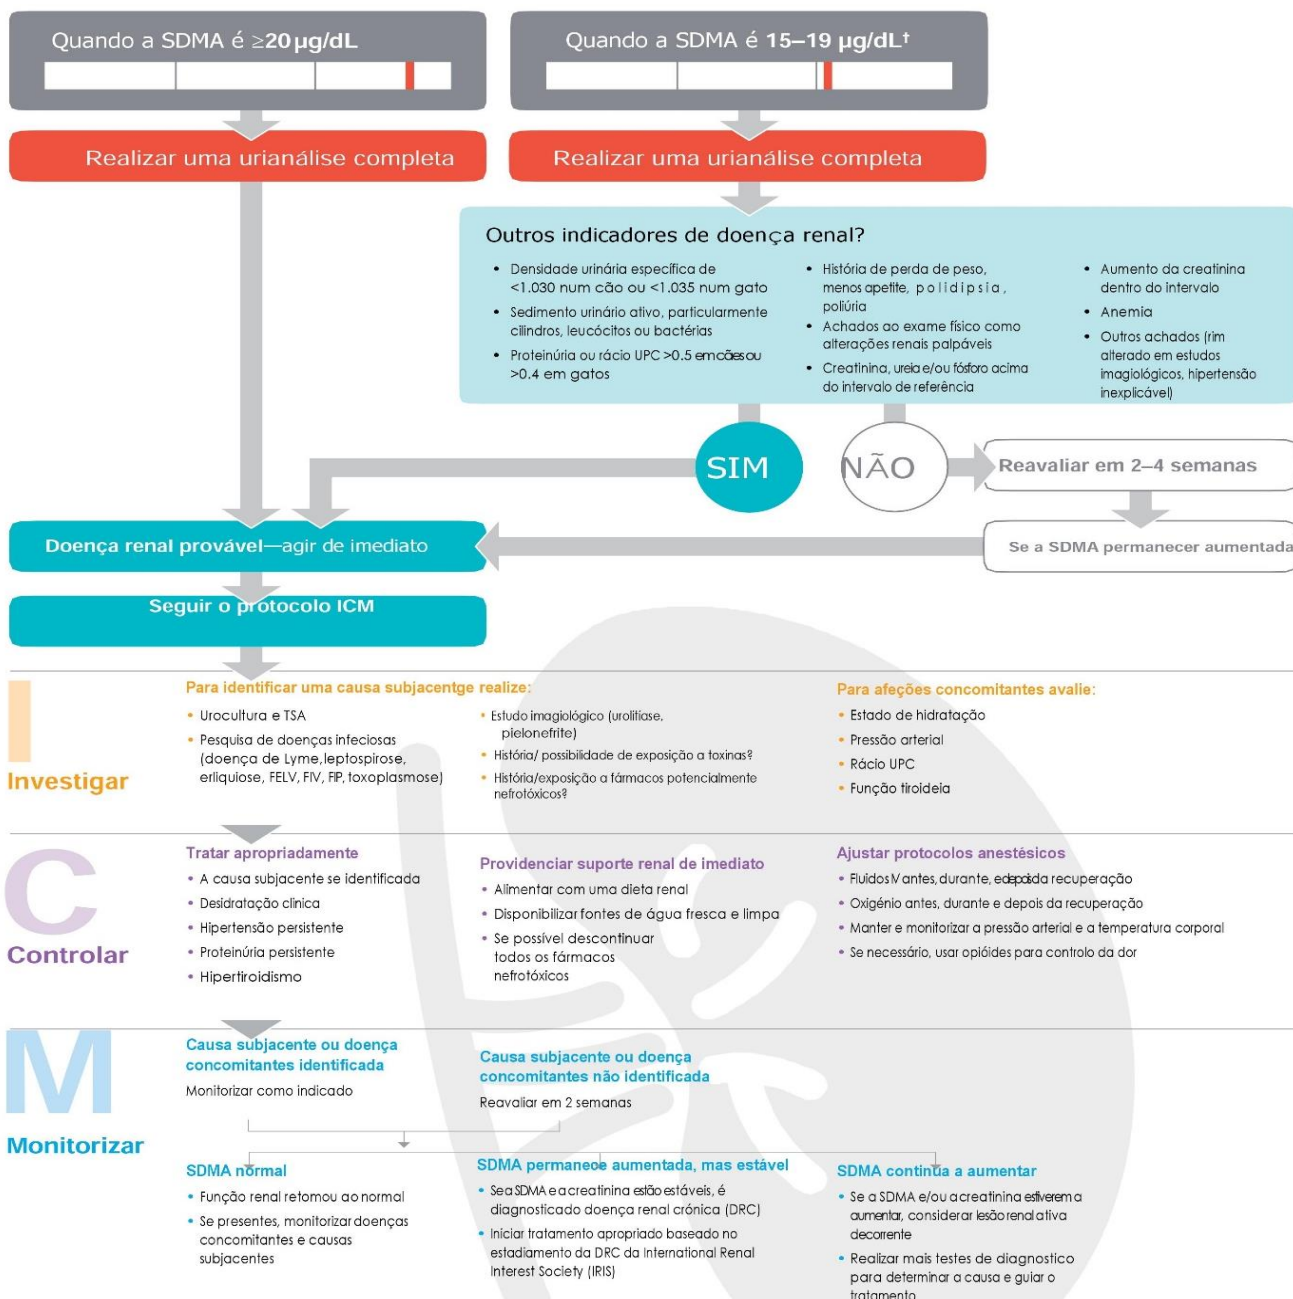 Quando a SDMA é ≥20 µg/dL
Quando a SDMA é 15–19 µg/dL†
Realizar uma urianálise completa
Realizar uma urianálise completa
Outros indicadores de doença renal?
• Densidade urinária específica de
<1.030 num cão ou <1.035 num gato
• Sedimento urinário ativo, particularmente
cilindros, leucócitos ou bactérias
• Proteinúria ou rácio UPC >0.5 em cães ou
>0.4 em gatos
• História de perda de peso,
menos apetite, polidipsia,
poliúria
• Achados ao exame físico como
alterações renais palpáveis
• Creatinina, ureia e/ou fósforo acima
do intervalo de referência
• Aumento da creatinina
dentro do intervalo
• Anemia
• Outros achados (rim
alterado em estudos
imagiológicos, hipertensão
inexplicável)
SIM
NÃO
Reavaliar em 2–4 semanas
Se a SDMA permanecer aumentada
Doença renal provável—agir de imediato
Seguir o protocolo ICM
I
Investigar
Para identificar uma causa subjacentge realize:
• Urocultura e TSA
• Pesquisa de doenças infeciosas
(doença de Lyme, leptospirose,
erliquiose, FELV, FIV, FIP, toxoplasmose)
• Estudo imagiológico (urolitíase,
pielonefrite)
• História/ possibilidade de exposição a toxinas?
• História/exposição a fármacos potencialmente
nefrotóxicos?
Para afeções concomitantes avalie:
• Estado de hidratação
• Pressão arterial
• Rácio UPC
• Função tiroideia
C
Controlar
Tratar apropriadamente
• A causa subjacente se identificada
• Desidratação clínica
• Hipertensão persistente
• Proteinúria persistente
• Hipertiroidismo
Providenciar suporte renal de imediato
• Alimentar com uma dieta renal
• Disponibilizar fontes de água fresca e limpa
• Se possível descontinuar
todos os fármacos
nefrotóxicos
Ajustar protocolos anestésicos
• Fluidos IV antes, durante, e depois da recuperação
• Oxigénio antes, durante e depois da recuperação
• Manter e monitorizar a pressão arterial e a temperatura corporal
• Se necessário, usar opióides para controlo da dor
M
Monitorizar
Causa subjacente ou doença
concomitantes identificada
Monitorizar como indicado
Causa subjacente ou doença
concomitantes não identificada
Reavaliar em 2 semanas
SDMA normal
• Função renal retomou ao normal
• Se presentes, monitorizar doenças
concomitantes e causas
subjacentes
SDMA permanece aumentada, mas estável
• Se a SDMA e a creatinina estão estáveis, é
diagnosticado doença renal crónica (DRC)
• Iniciar tratamento apropriado baseado no
estadiamento da DRC da International Renal
Interest Society (IRIS)
SDMA continua a aumentar
• Se a SDMA e/ou a creatinina estiverem a
aumentar, considerar lesão renal ativa
decorrente
• Realizar mais testes de diagnostico
para determinar a causa e guiar o
tratamento